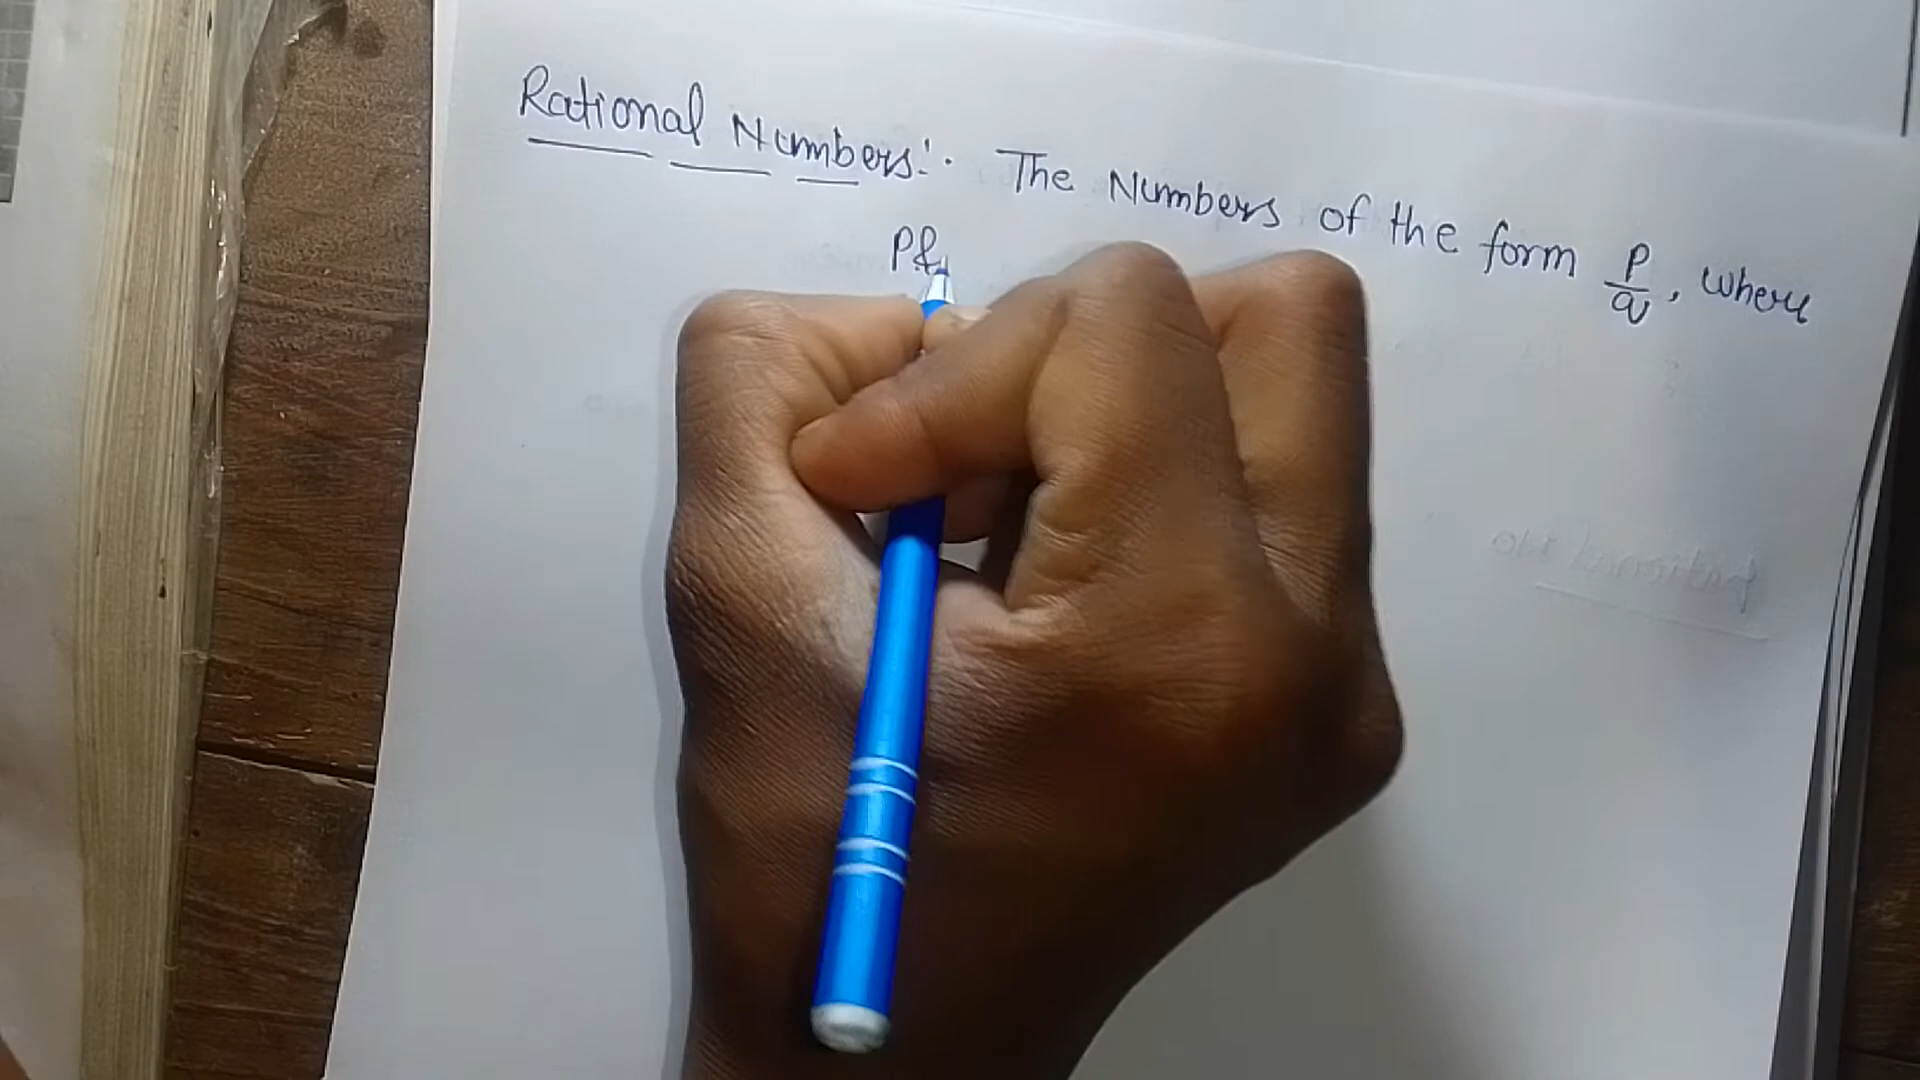 Rational Numbers:- The Numbers of the form P/q, where
P&